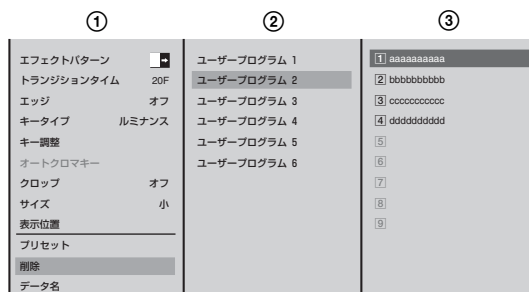 ①
②
③
エフェクトパターン
トランジションタイム 20F
エッジ オフ
キータイプ ルミナンス
キー調整
オートクロマキー
クロップ オフ
サイズ 小
表示位置
プリセット
削除
データ名
ユーザープログラム 1
ユーザープログラム 2
ユーザープログラム 3
ユーザープログラム 4
ユーザープログラム 5
ユーザープログラム 6
1 aaaaaaaaaa
2 bbbbbbbbbb
3 ccccccccccc
4 dddddddddd
5
6
7
8
9